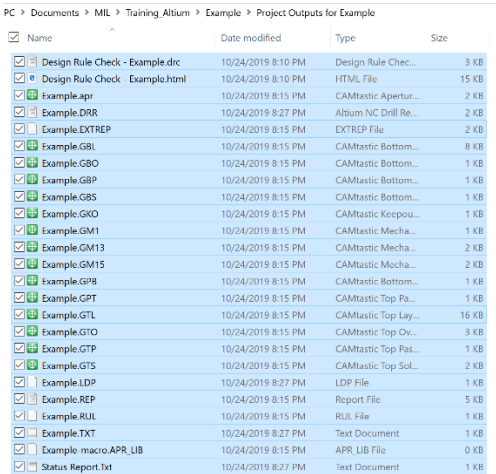 PC > Documents > MIL > Training_Altium > Example > Project Outputs for Example
Name Date modified Type Size
Design Rule Check - Example.drc 10/24/2019 8:10 PM Design Rule Chec... 3 KB
Design Rule Check - Example.html 10/24/2019 8:10 PM HTML File 15 KB
Example.apr 10/24/2019 8:15 PM CAMtastic Apertur... 2 KB
Example.DRR 10/24/2019 8:27 PM Altium NC Drill Re... 2 KB
Example.EXTREP 10/24/2019 8:15 PM EXTREP File 2 KB
Example.GBL 10/24/2019 8:15 PM CAMtastic Bottom... 8 KB
Example.GBO 10/24/2019 8:15 PM CAMtastic Bottom... 1 KB
Example.GBP 10/24/2019 8:15 PM CAMtastic Bottom... 1 KB
Example.GBS 10/24/2019 8:15 PM CAMtastic Bottom... 1 KB
Example.GKO 10/24/2019 8:15 PM CAMtastic Keepou... 1 KB
Example.GM1 10/24/2019 8:15 PM CAMtastic Mecha... 1 KB
Example.GM13 10/24/2019 8:15 PM CAMtastic Mecha... 2 KB
Example.GM15 10/24/2019 8:15 PM CAMtastic Mecha... 2 KB
Example.GPB 10/24/2019 8:15 PM CAMtastic Bottom... 1 KB
Example.GPT 10/24/2019 8:15 PM CAMtastic Top Pa... 1 KB
Example.GTL 10/24/2019 8:15 PM CAMtastic Top Lay... 16 KB
Example.GTO 10/24/2019 8:15 PM CAMtastic Top Ov... 3 KB
Example.GTP 10/24/2019 8:15 PM CAMtastic Top Pas... 1 KB
Example.GTS 10/24/2019 8:15 PM CAMtastic Top Sol... 2 KB
Example.LDP 10/24/2019 8:27 PM LDP File 1 KB
Example.REP 10/24/2019 8:15 PM Report File 5 KB
Example.RUL 10/24/2019 8:15 PM RUL File 1 KB
Example.TXT 10/24/2019 8:27 PM Text Document 1 KB
Example-macro.APR_LIB 10/24/2019 8:15 PM APR_LIB File 0 KB
Status Report.Txt 10/24/2019 8:27 PM Text Document 1 KB